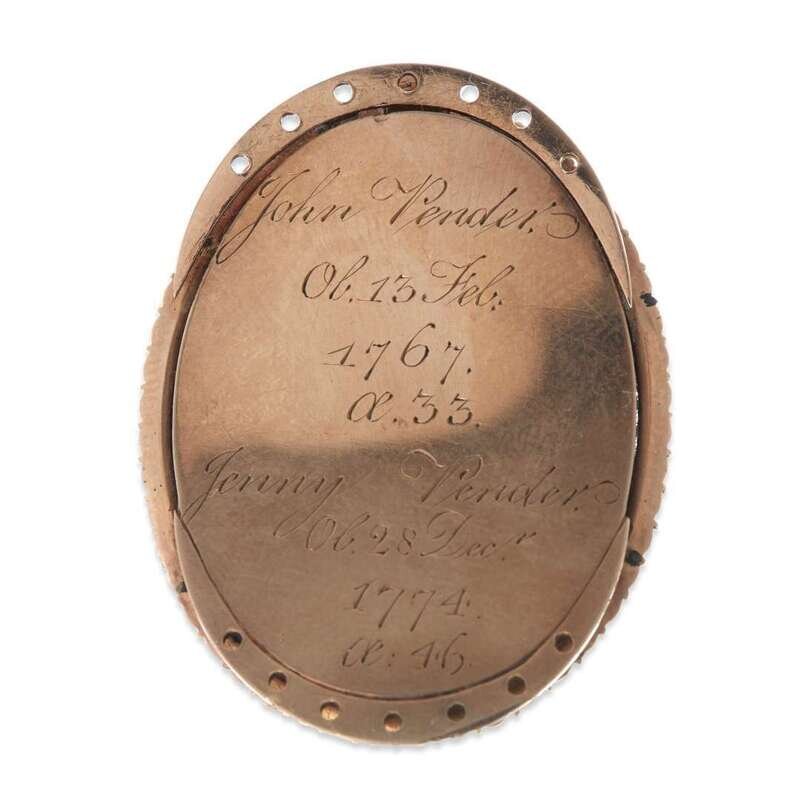 John Vender.
Ob. 13 Feb.
1767.
æ. 33.
Jenny Vender.
Ob. 28 Decr.
1774.
æ: 46.